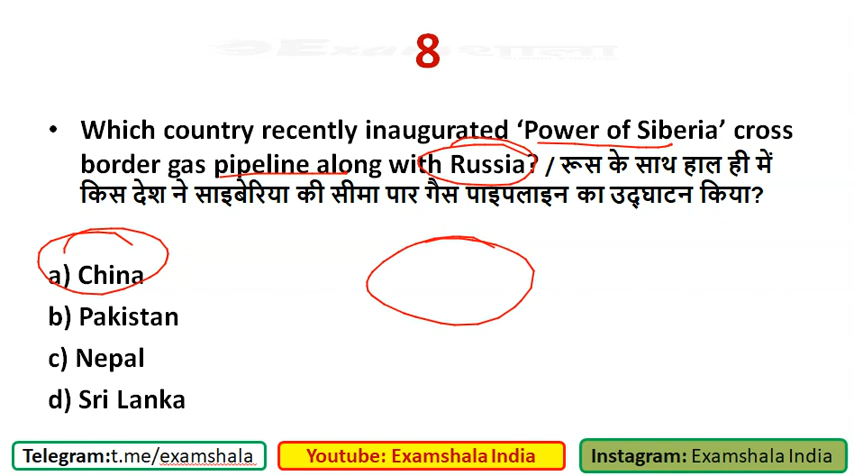 8
• Which country recently inaugurated ‘Power of Siberia’ cross
border gas pipeline along with Russia? / रूस के साथ हाल ही में
किस देश ने साइबेरिया की सीमा पार गैस पाइपलाइन का उद्घाटन किया?
a) China
b) Pakistan
c) Nepal
d) Sri Lanka
Telegram:t.me/examshala
Youtube: Examshala India
Instagram: Examshala India